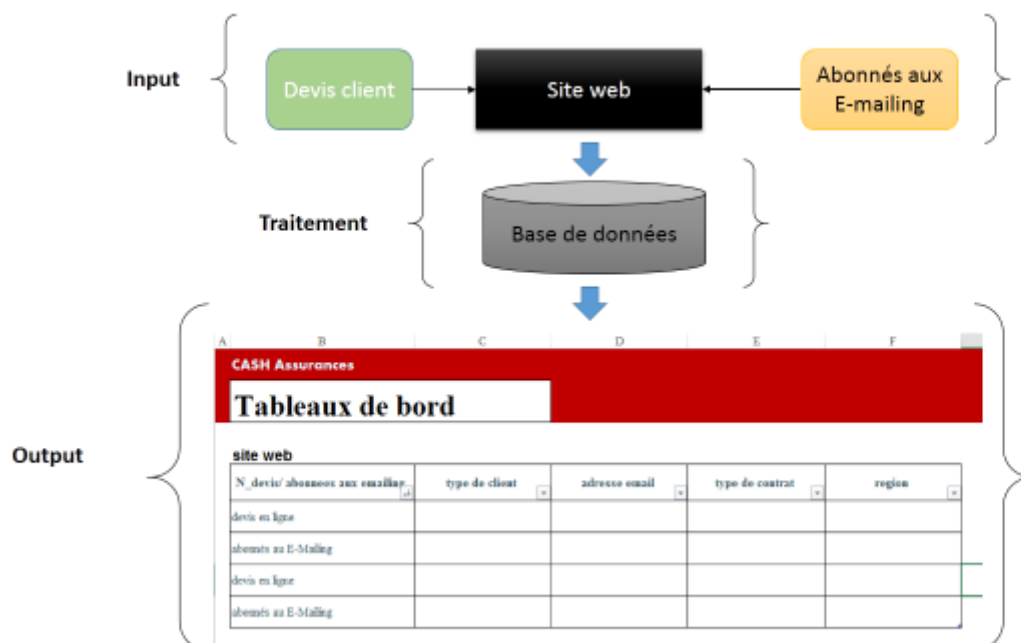 Input
Devis client
Site web
Abonnés aux
E-mailing
Traitement
Base de données
Output
A B C D E F
CASH Assurances
Tableaux de bord
site web
N_devis/ abonnees aux emailing type de client adresse email type de contrat region
devis en ligne
abonnés au E-Mailing
devis en ligne
abonnés au E-Mailing